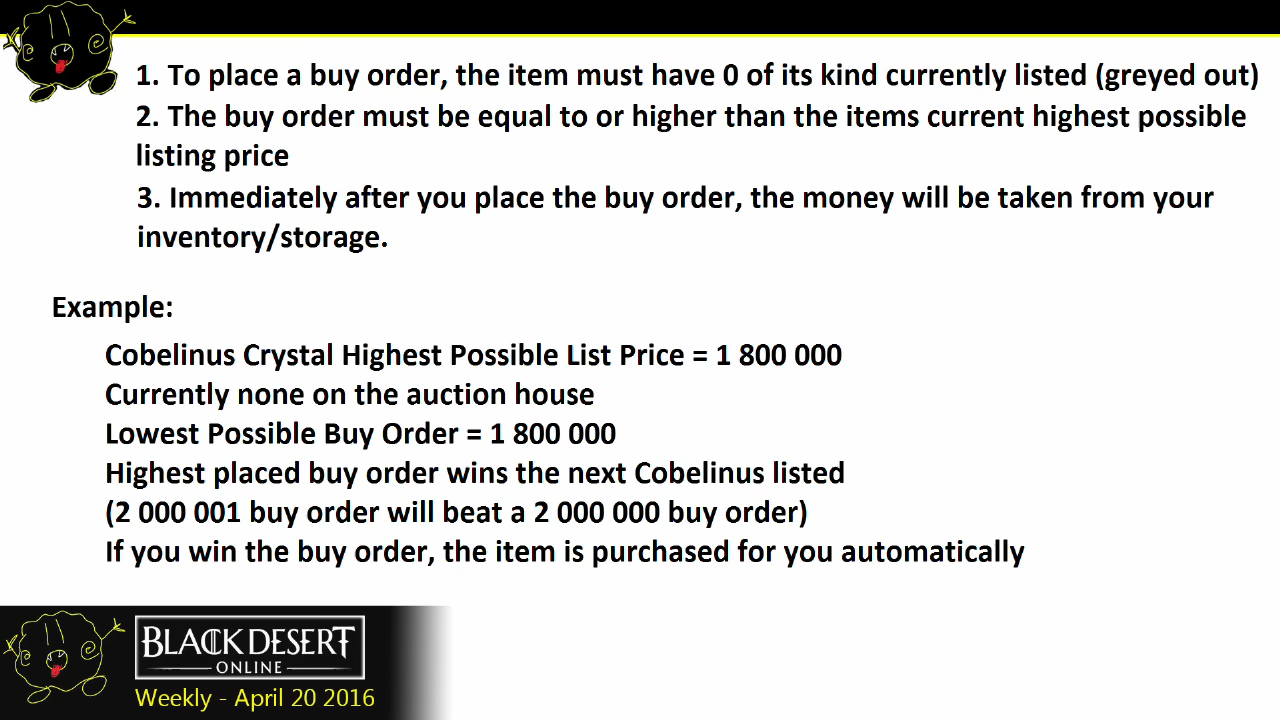 1. To place a buy order, the item must have 0 of its kind currently listed (greyed out)
2. The buy order must be equal to or higher than the items current highest possible
listing price
3. Immediately after you place the buy order, the money will be taken from your
inventory/storage.
Example:
Cobelinus Crystal Highest Possible List Price = 1 800 000
Currently none on the auction house
Lowest Possible Buy Order = 1 800 000
Highest placed buy order wins the next Cobelinus listed
(2 000 001 buy order will beat a 2 000 000 buy order)
If you win the buy order, the item is purchased for you automatically
BLACK DESERT
ONLINE
Weekly - April 20 2016